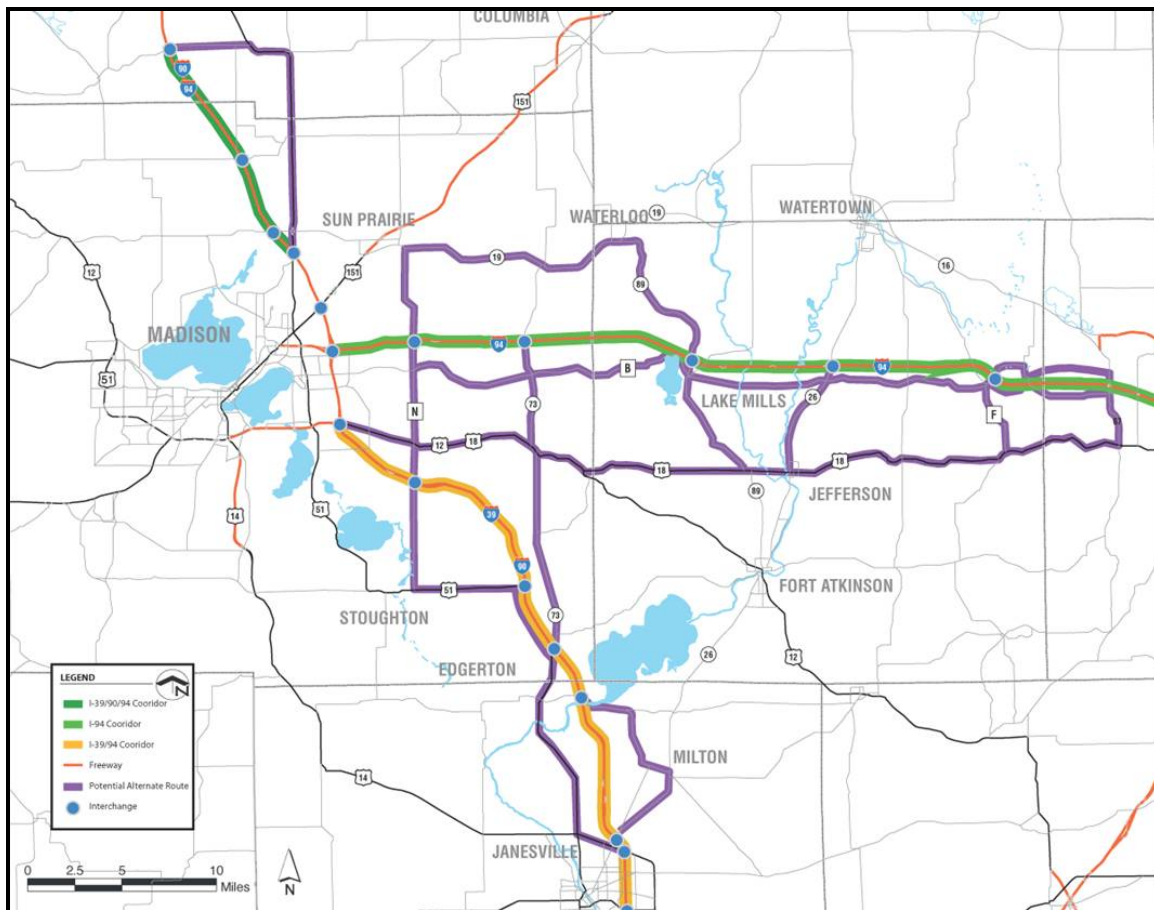 COLUMBIA
90
94
151
SUN PRAIRIE
WATERLOO
19
WATERTOWN
12
151
19
16
89
MADISON
94
94
51
B
LAKE MILLS
26
73
N
F
12
18
18
18
JEFFERSON
89
14
51
39
90
51
STOUGHTON
73
FORT ATKINSON
EDGERTON
26
12
MILTON
14
JANESVILLE
LEGEND
N
I-39/90/94 Cooridor
I-94 Cooridor
I-39/94 Cooridor
Freeway
Potential Alternate Route
Interchange
0 2.5 5 10
Miles
N